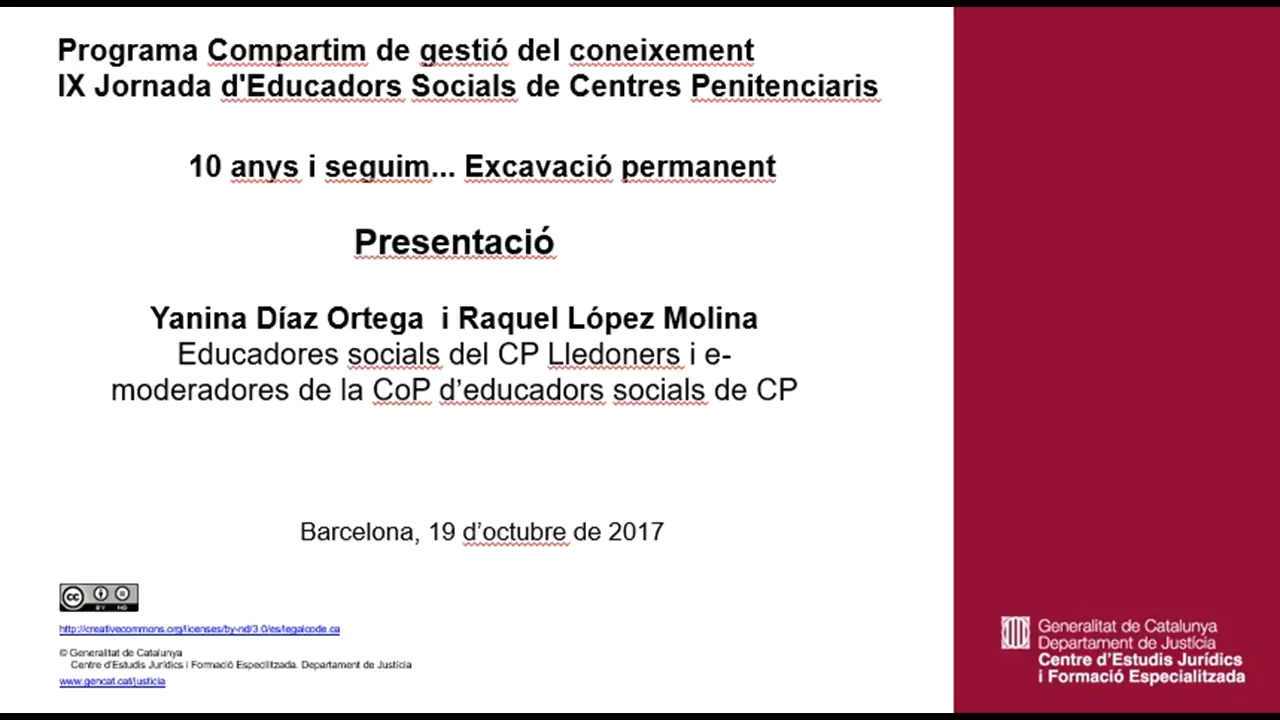 Programa Compartim de gestió del coneixement
IX Jornada d'Educadors Socials de Centres Penitenciaris
10 anys i seguim... Excavació permanent
Presentació
Yanina Díaz Ortega i Raquel López Molina
Educadores socials del CP Lledoners i e-
moderadores de la CoP d’educadors socials de CP
Barcelona, 19 d’octubre de 2017
cc BY ND
http://creativecommons.org/licenses/by-nd/3.0/es/legalcode.ca
© Generalitat de Catalunya
Centre d'Estudis Jurídics i Formació Especilitzada. Departament de Justícia
www.gencat.cat/justicia
Generalitat de Catalunya
Departament de Justícia
Centre d’Estudis Jurídics
i Formació Especialitzada